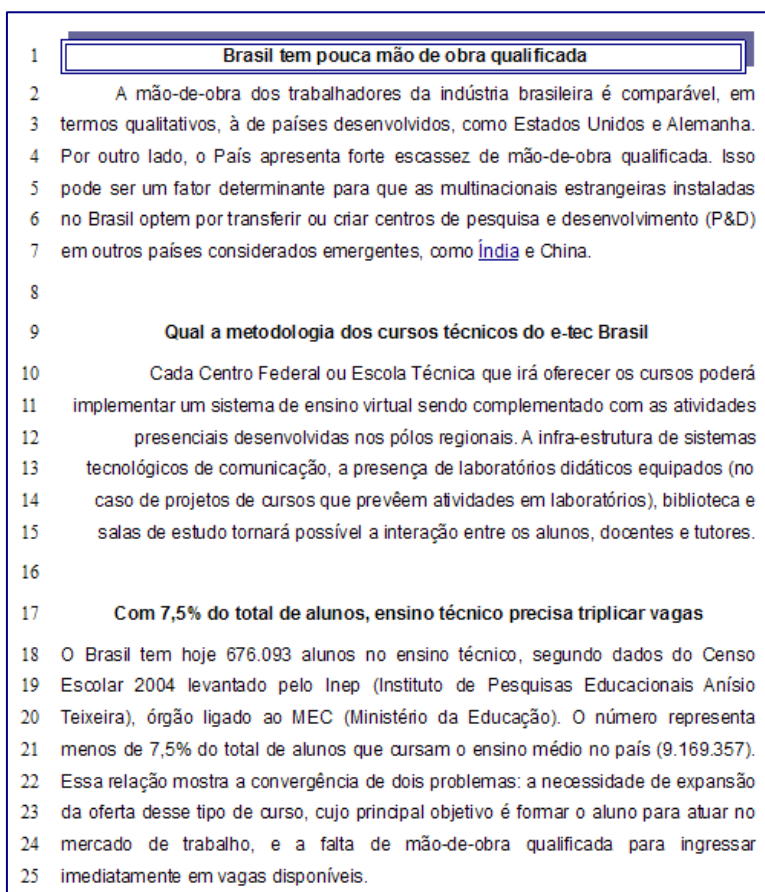 1 Brasil tem pouca mão de obra qualificada
2 A mão-de-obra dos trabalhadores da indústria brasileira é comparável, em
3 termos qualitativos, à de países desenvolvidos, como Estados Unidos e Alemanha.
4 Por outro lado, o País apresenta forte escassez de mão-de-obra qualificada. Isso
5 pode ser um fator determinante para que as multinacionais estrangeiras instaladas
6 no Brasil optem por transferir ou criar centros de pesquisa e desenvolvimento (P&D)
7 em outros países considerados emergentes, como Índia e China.
8
9 Qual a metodologia dos cursos técnicos do e-tec Brasil
10 Cada Centro Federal ou Escola Técnica que irá oferecer os cursos poderá
11 implementar um sistema de ensino virtual sendo complementado com as atividades
12 presenciais desenvolvidas nos pólos regionais. A infra-estrutura de sistemas
13 tecnológicos de comunicação, a presença de laboratórios didáticos equipados (no
14 caso de projetos de cursos que prevêem atividades em laboratórios), biblioteca e
15 salas de estudo tornará possível a interação entre os alunos, docentes e tutores.
16
17 Com 7,5% do total de alunos, ensino técnico precisa triplicar vagas
18 O Brasil tem hoje 676.093 alunos no ensino técnico, segundo dados do Censo
19 Escolar 2004 levantado pelo Inep (Instituto de Pesquisas Educacionais Anísio
20 Teixeira), órgão ligado ao MEC (Ministério da Educação). O número representa
21 menos de 7,5% do total de alunos que cursam o ensino médio no país (9.169.357).
22 Essa relação mostra a convergência de dois problemas: a necessidade de expansão
23 da oferta desse tipo de curso, cujo principal objetivo é formar o aluno para atuar no
24 mercado de trabalho, e a falta de mão-de-obra qualificada para ingressar
25 imediatamente em vagas disponíveis.